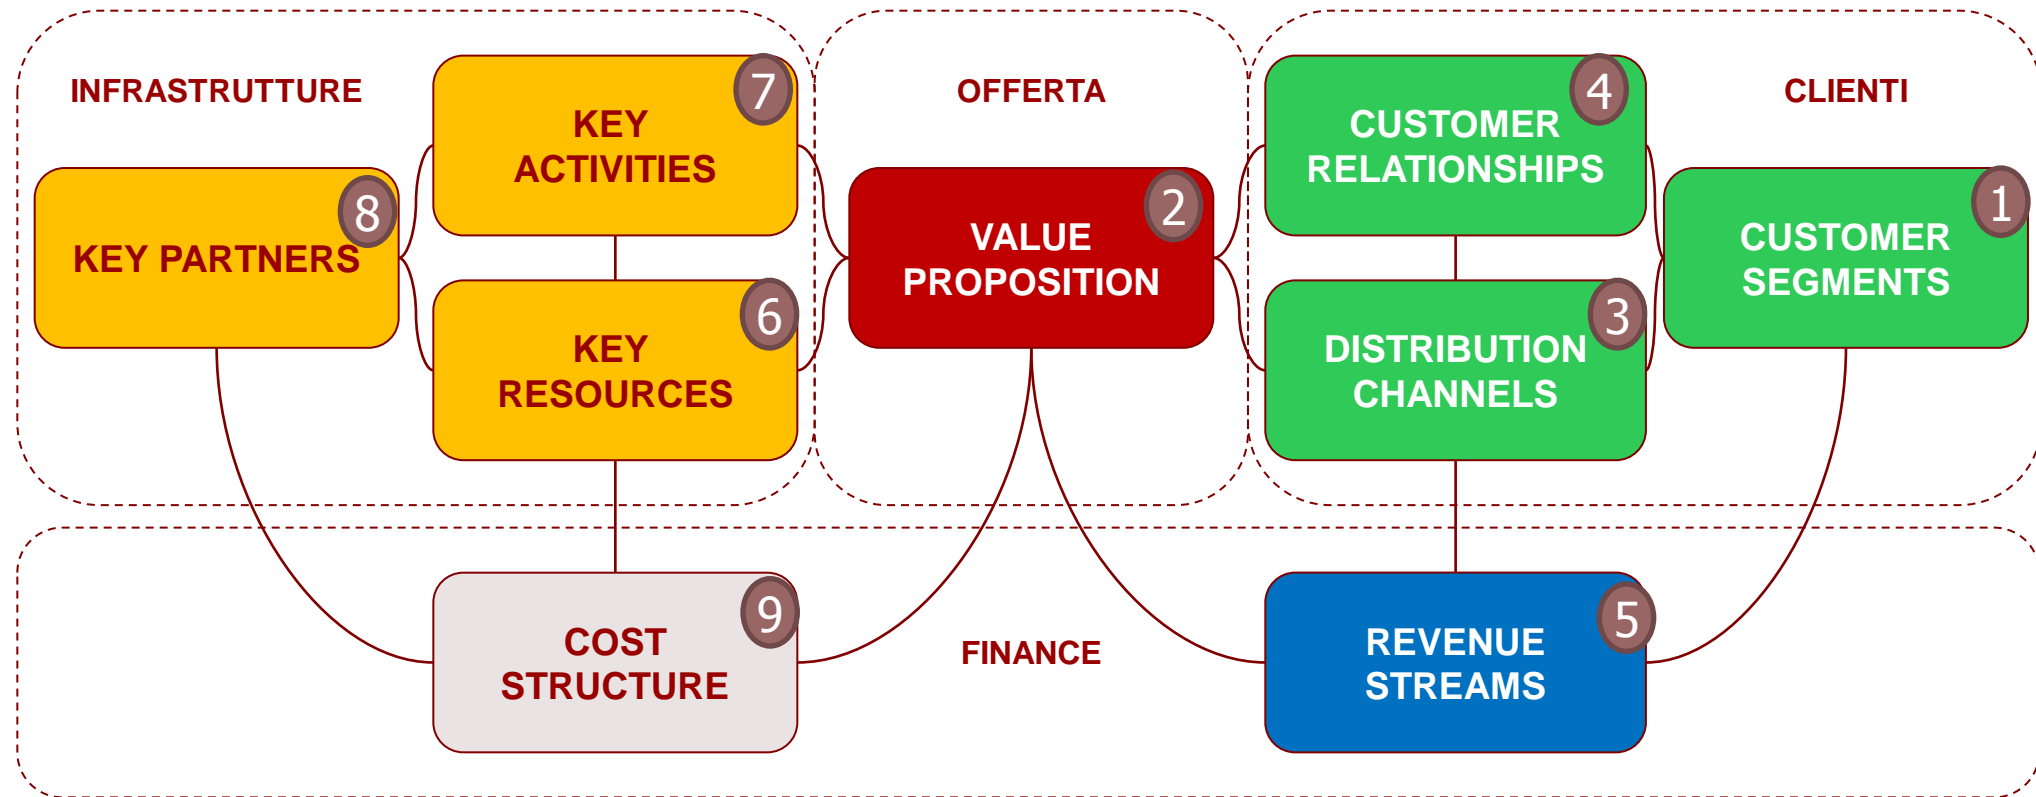 INFRASTRUTTURE
KEY
ACTIVITIES
7
KEY PARTNERS
8
KEY
RESOURCES
6
OFFERTA
VALUE
PROPOSITION
2
CUSTOMER
RELATIONSHIPS
4
DISTRIBUTION
CHANNELS
3
CLIENTI
CUSTOMER
SEGMENTS
1
COST
STRUCTURE
9
FINANCE
REVENUE
STREAMS
5